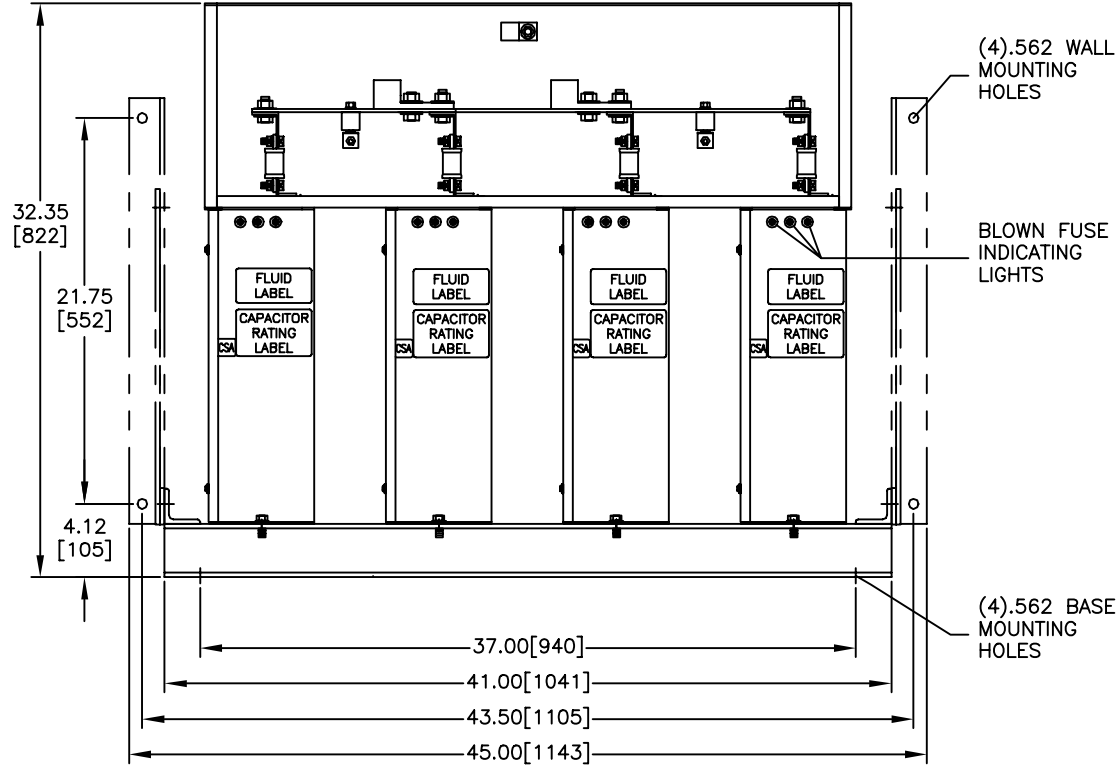 (4).562 WALL
MOUNTING
HOLES
32.35
[822]
BLOWN FUSE
INDICATING
LIGHTS
21.75
[552]
FLUID
LABEL
FLUID
LABEL
FLUID
LABEL
FLUID
LABEL
CAPACITOR
RATING
LABEL
CSA
CAPACITOR
RATING
LABEL
CSA
CAPACITOR
RATING
LABEL
CSA
CAPACITOR
RATING
LABEL
CSA
4.12
[105]
(4).562 BASE
MOUNTING
HOLES
37.00[940]
41.00[1041]
43.50[1105]
45.00[1143]